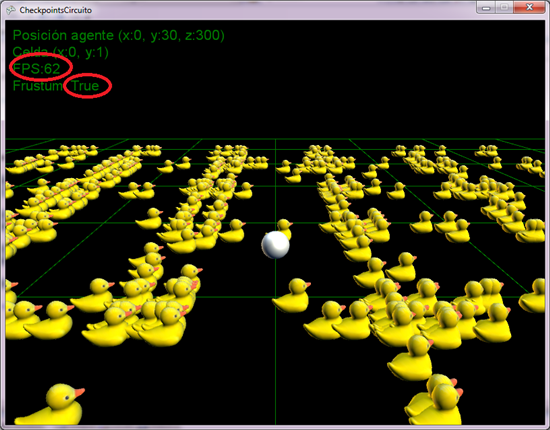 CheckpointsCircuito
Posición agente (x:0, y:30, z:300)
Celda (x:0, y:1)
FPS:62
Frustum: True